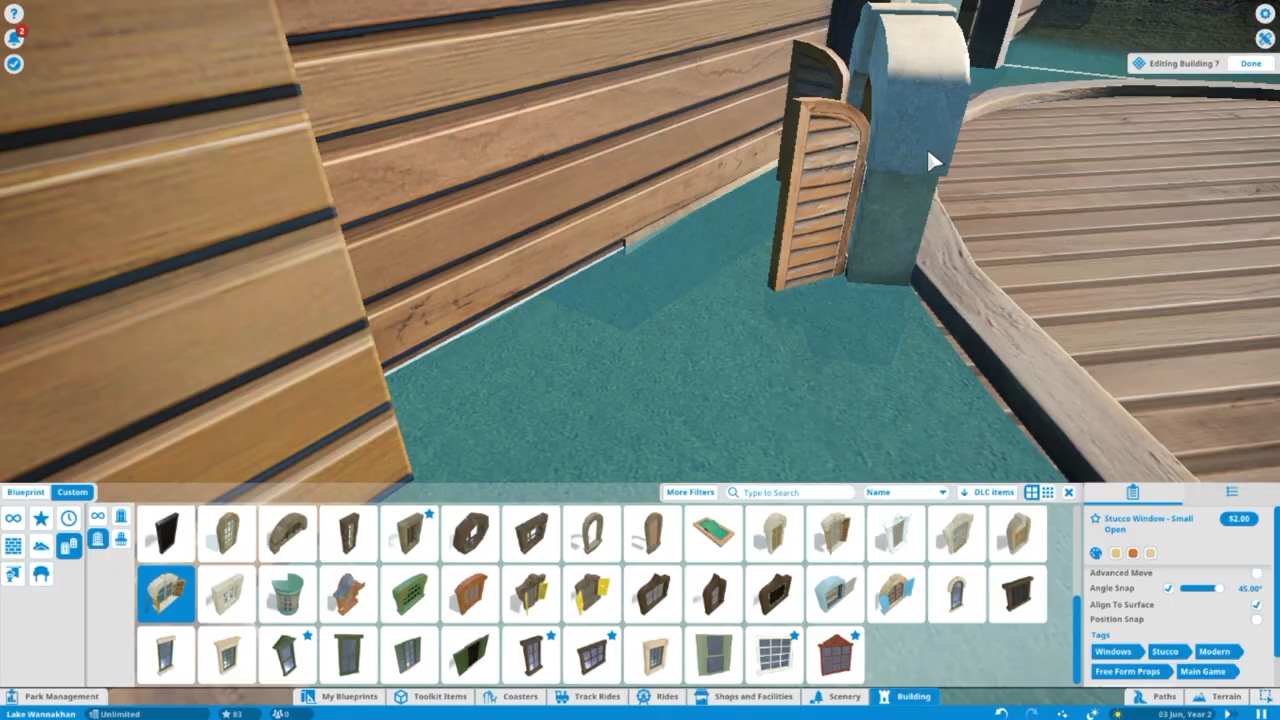 ?
2
Editing Building 7 Done
Blueprint Custom
More Filters Type to Search Name DLC Items
Stucco Window - Small Open $2.00
Advanced Move
Angle Snap 45.00°
Align To Surface
Position Snap
Tags
Windows Stucco Modern
Free Form Props Main Game
Park Management My Blueprints Toolkit Items Coasters Track Rides Rides Shops and Facilities Scenery Building Paths Terrain
Lake Wannakhan Unlimited 83 0 03 Jun, Year 2